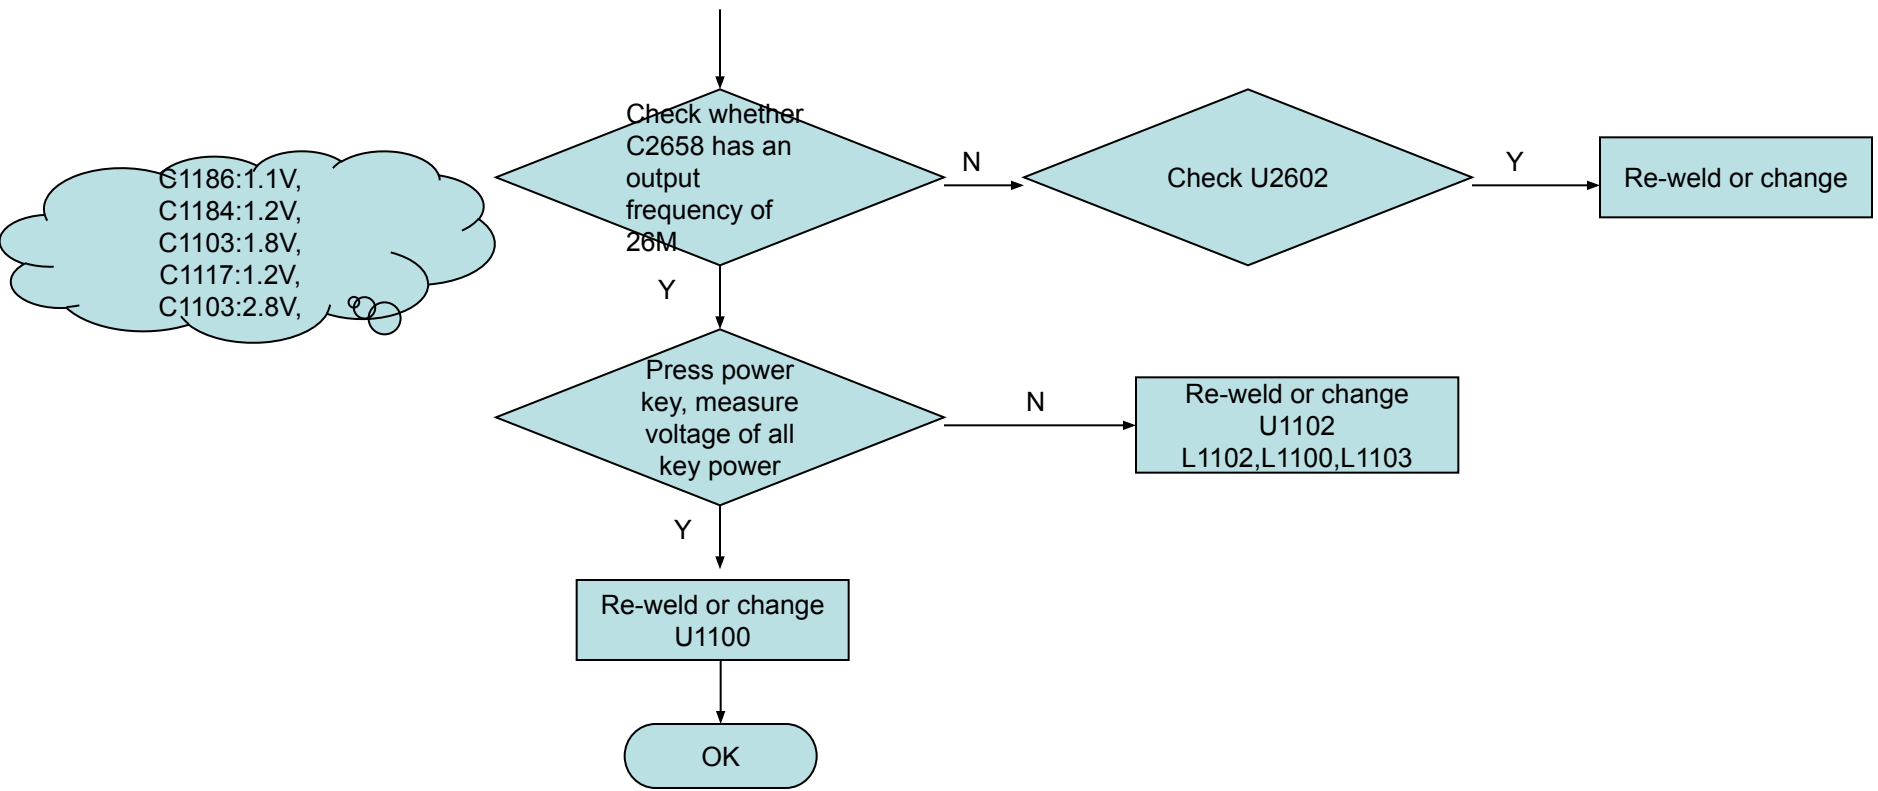 Check whether
C2658 has an
output
frequency of
26M
N
Check U2602
Y
Re-weld or change
C1186:1.1V,
C1184:1.2V,
C1103:1.8V,
C1117:1.2V,
C1103:2.8V,
Y
Press power
key, measure
voltage of all
key power
N
Re-weld or change
U1102
L1102,L1100,L1103
Y
Re-weld or change
U1100
OK